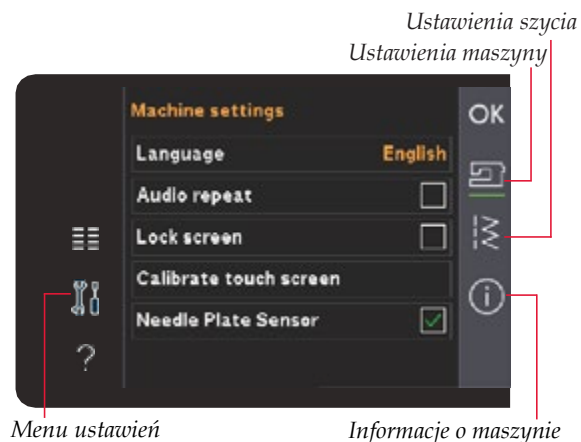 Ustawienia szycia
Ustawienia maszyny
Machine settings
OK
Language English
Audio repeat
Lock screen
Calibrate touch screen
Needle Plate Sensor
?
Menu ustawień
Informacje o maszynie